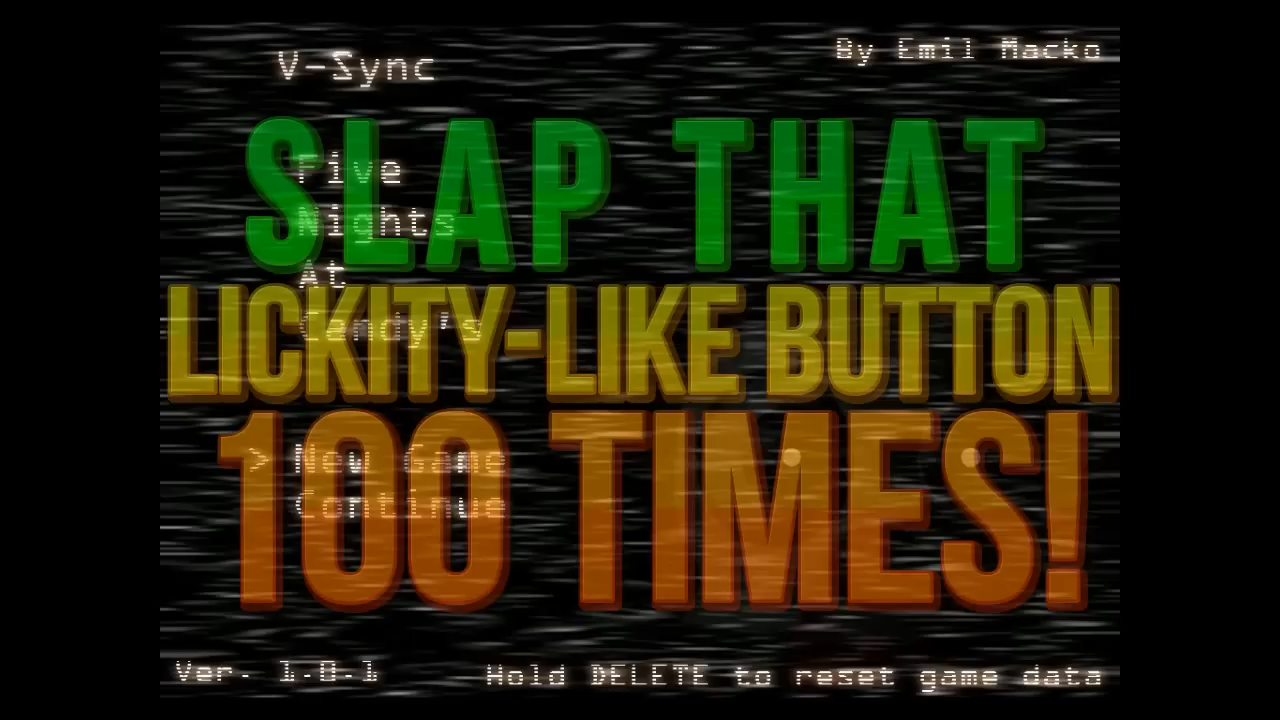 V-Sync
By Emil Macko
SLAP THAT
Five
Nights
At
Candy's
LICKITY-LIKE BUTTON
100 TIMES!
> New Game
Continue
Ver. 1.0.1
Hold DELETE to reset game data